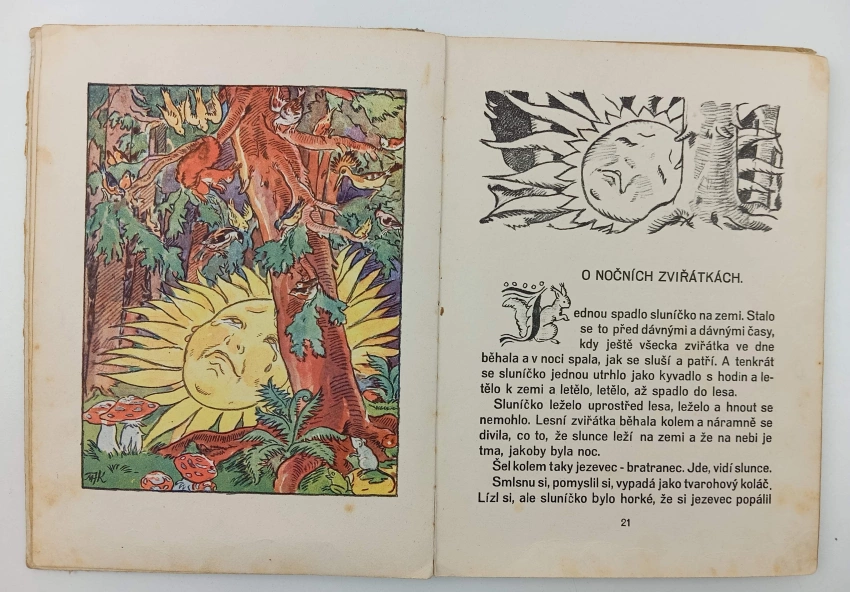 O NOČNÍCH ZVIŘÁTKÁCH.
Jednou spadlo sluníčko na zemi. Stalo
se to před dávnými a dávnými časy,
kdy ještě všecka zvířátka ve dne
běhala a v noci spala, jak se sluší a patří. A tenkrát
se sluníčko jednou utrhlo jako kyvadlo s hodin a le-
tělo k zemi a letělo, letělo, až spadlo do lesa.
Sluníčko leželo uprostřed lesa, leželo a hnout se
nemohlo. Lesní zvířátka běhala kolem a náramně se
divila, co to, že slunce leží na zemi a že na nebi je
tma, jakoby byla noc.
Šel kolem taky jezevec - bratranec. Jde, vidí slunce.
Smlsnu si, pomyslil si, vypadá jako tvarohový koláč.
Lízl si, ale sluníčko bylo horké, že si jezevec popálil
21